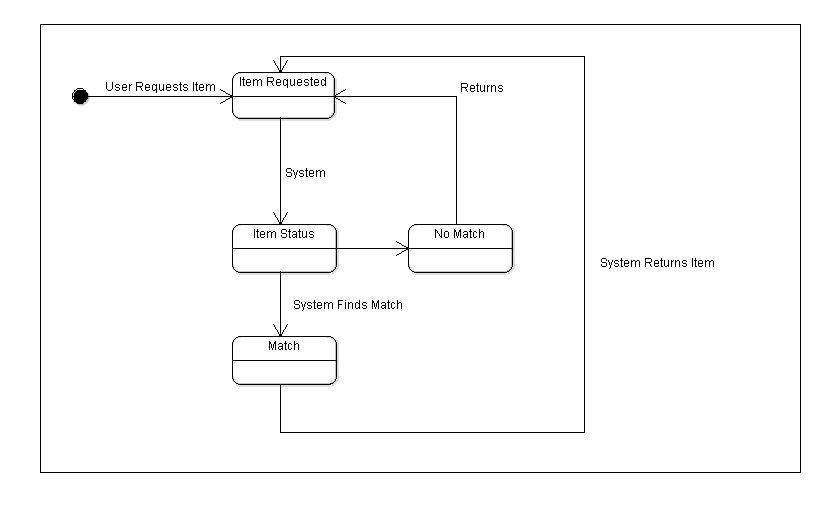 Item Requested
User Requests Item
Returns
System
Item Status
No Match
System Returns Item
System Finds Match
Match